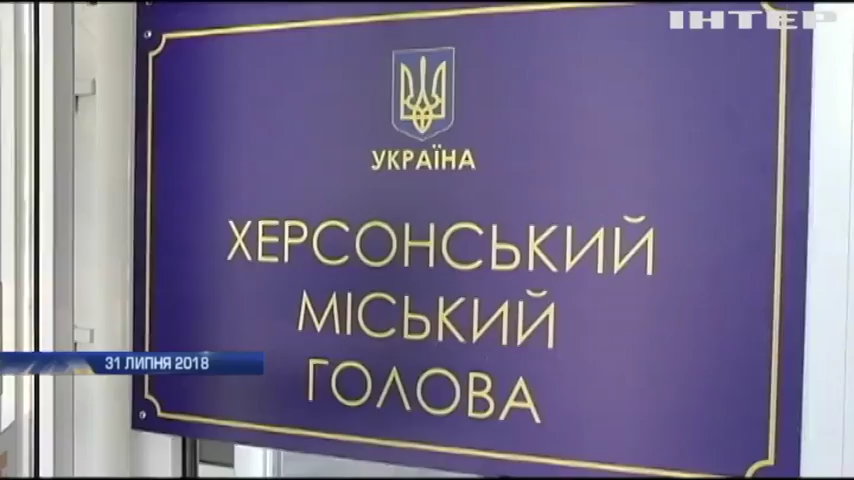 ІНТЕР
УКРАЇНА
ХЕРСОНСЬКИЙ
МІСЬКИЙ
ГОЛОВА
31 ЛИПНЯ 2018